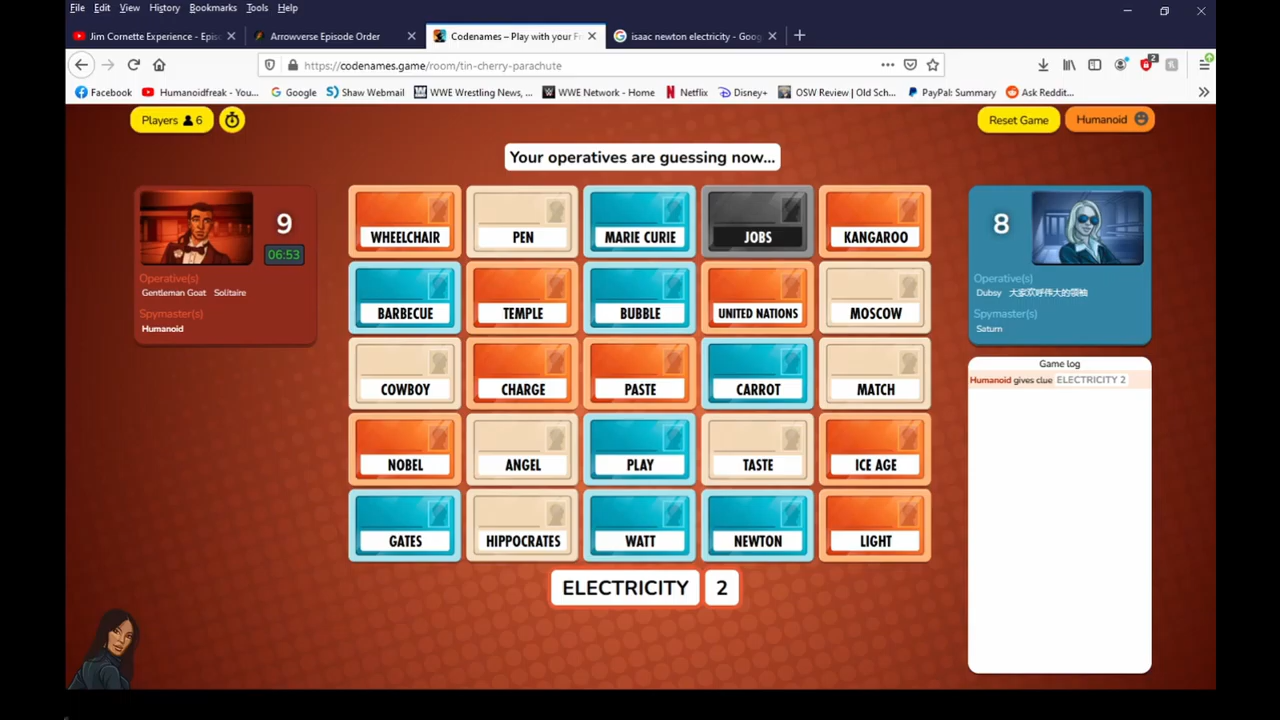 File Edit View History Bookmarks Tools Help
Jim Cornette Experience - Epis
Arrowverse Episode Order
Codenames – Play with your Fr
isaac newton electricity - Goog
https://codenames.game/room/tin-cherry-parachute
2
Facebook
Humanoidfreak - You...
Google
Shaw Webmail
WWE Wrestling News, ...
WWE Network - Home
Netflix
Disney+
OSW Review | Old Sch...
PayPal: Summary
Ask Reddit...
Players 6
Reset Game
Humanoid
Your operatives are guessing now...
9
06:53
Operative(s)
Gentleman Goat Solitaire
Spymaster(s)
Humanoid
WHEELCHAIR PEN MARIE CURIE JOBS KANGAROO
BARBECUE TEMPLE BUBBLE UNITED NATIONS MOSCOW
COWBOY CHARGE PASTE CARROT MATCH
NOBEL ANGEL PLAY TASTE ICE AGE
GATES HIPPOCRATES WATT NEWTON LIGHT
ELECTRICITY 2
8
Operative(s)
Dubsy 大家欢呼伟大的领袖
Spymaster(s)
Saturn
Game log
Humanoid gives clue ELECTRICITY 2